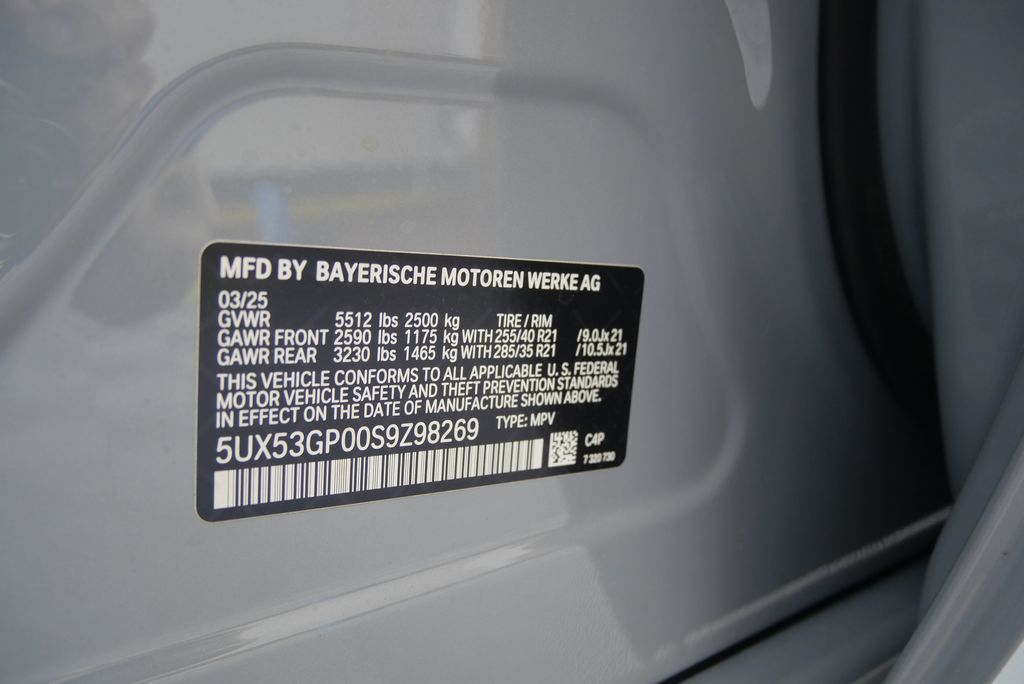 MFD BY BAYERISCHE MOTOREN WERKE AG
03/25
GVWR 5512 lbs 2500 kg TIRE / RIM
GAWR FRONT 2590 lbs 1175 kg WITH 255/40 R21 /9.0Jx 21
GAWR REAR 3230 lbs 1465 kg WITH 285/35 R21 /10.5Jx 21
THIS VEHICLE CONFORMS TO ALL APPLICABLE U.S. FEDERAL
MOTOR VEHICLE SAFETY AND THEFT PREVENTION STANDARDS
IN EFFECT ON THE DATE OF MANUFACTURE SHOWN ABOVE.
5UX53GP00S9Z98269 TYPE: MPV
C4P
7 320 730